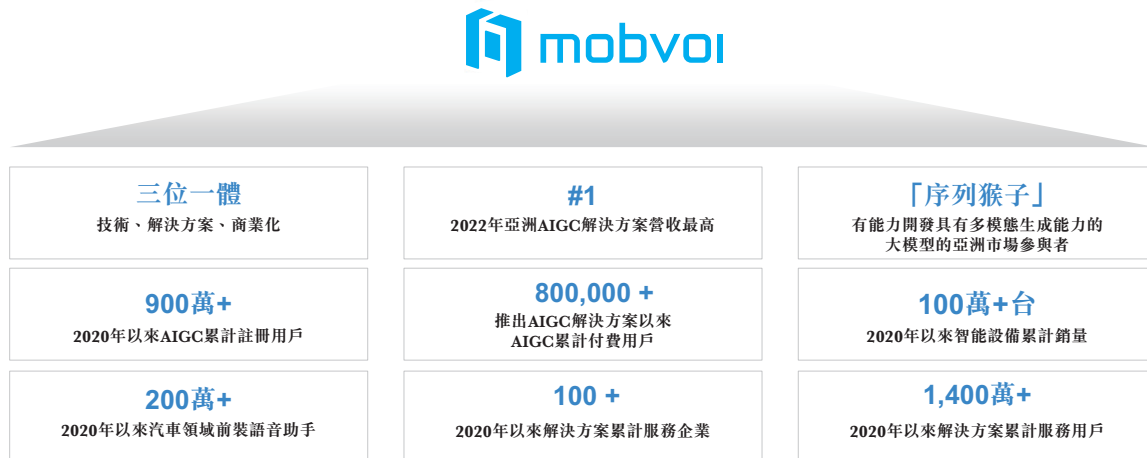 mobvoi
三位一體
技術、解決方案、商業化
#1
2022年亞洲AIGC解決方案營收最高
「序列猴子」
有能力開發具有多模態生成能力的
大模型的亞洲市場參與者
900萬+
2020年以來AIGC累計註冊用戶
800,000 +
推出AIGC解決方案以來
AIGC累計付費用戶
100萬+台
2020年以來智能設備累計銷量
200萬+
2020年以來汽車領域前裝語音助手
100 +
2020年以來解決方案累計服務企業
1,400萬+
2020年以來解決方案累計服務用戶